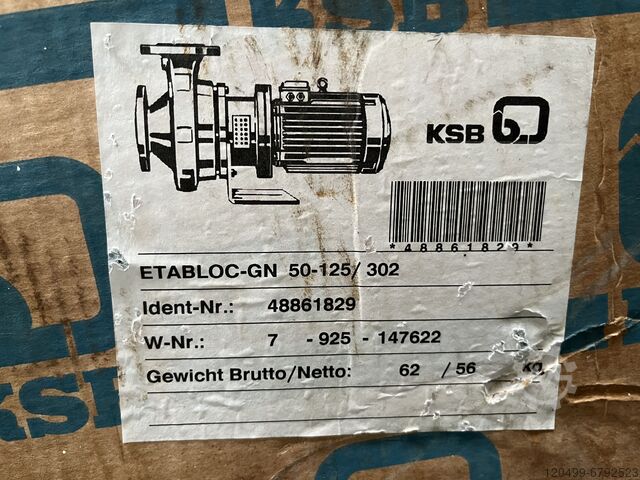 KSB
*48861829*
ETABLOC-GN 50-125/ 302
Ident-Nr.: 48861829
W-Nr.: 7 - 925 - 147622
Gewicht Brutto/Netto: 62 / 56 kg
KSB
120499-6792523